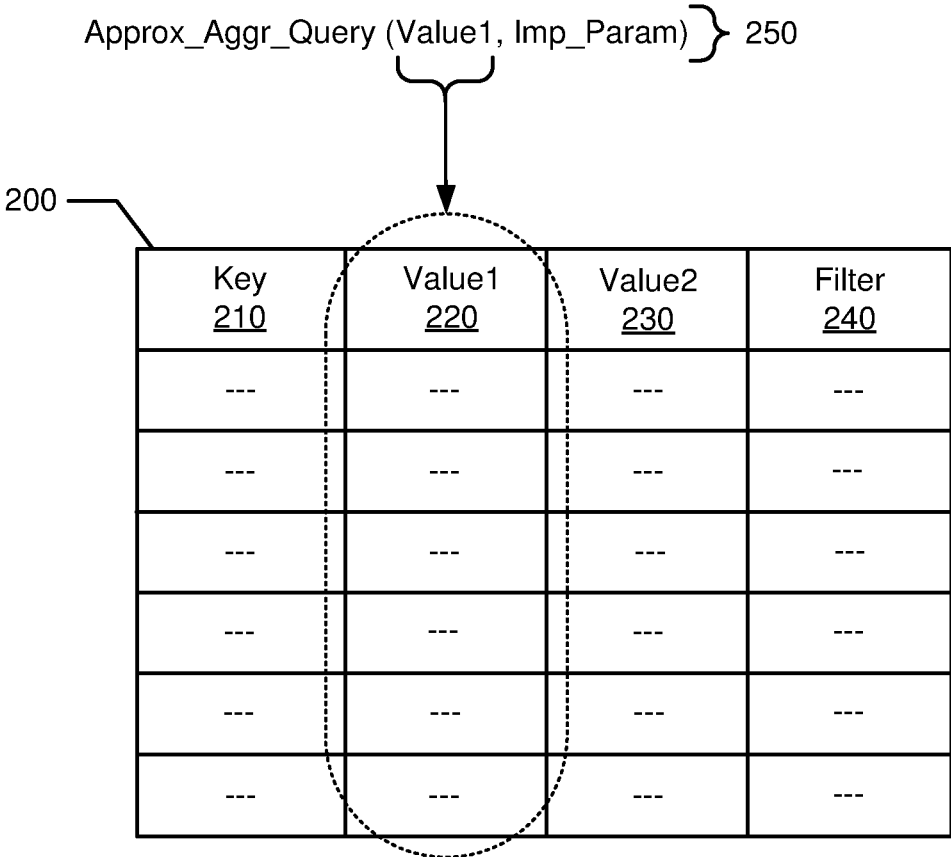 Approx_Aggr_Query (Value1, Imp_Param) 250
200
Key Value1 Value2 Filter
210 220 230 240
--- --- --- ---
--- --- --- ---
--- --- --- ---
--- --- --- ---
--- --- --- ---
--- --- --- ---